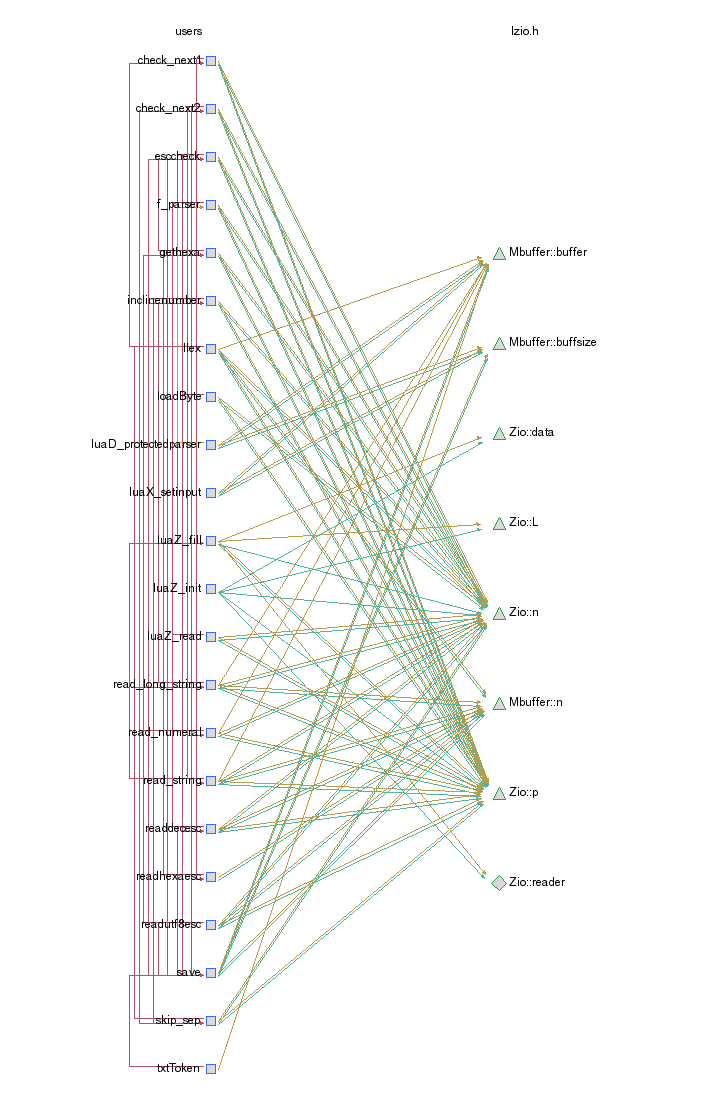 users
lzio.h
check_next1
check_next2
esccheck
f_parser
gethexa
Mbuffer::buffer
inclinenumber
Mbuffer::buffsize
llex
loadByte
Zio::data
luaD_protectedparser
luaX_setinput
Zio::L
luaZ_fill
luaZ_init
Zio::n
luaZ_read
read_long_string
Mbuffer::n
read_numeral
read_string
Zio::p
readdecesc
readhexaesc
Zio::reader
readutf8esc
save
skip_sep
txtToken